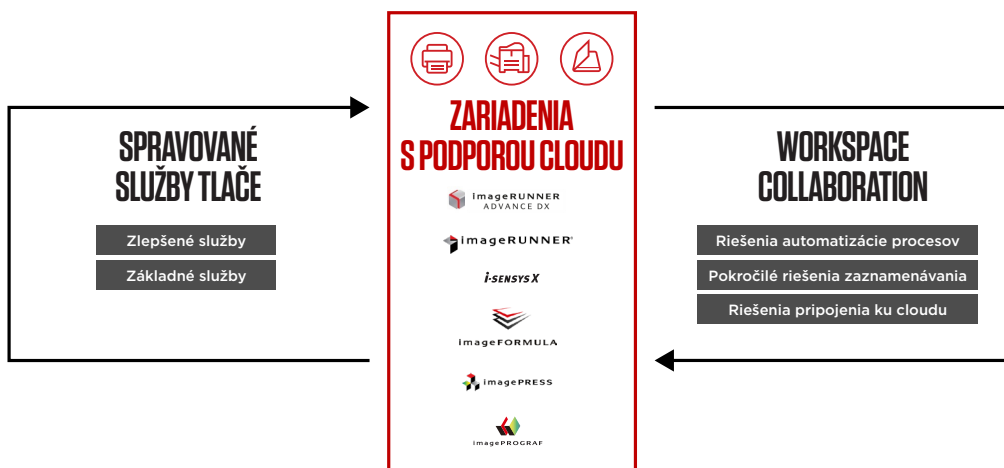 SPRAVOVANÉ
SLUŽBY TLAČE
Zlepšené služby
Základné služby
ZARIADENIA
S PODPOROU CLOUDU
imageRUNNER
ADVANCE DX
imageRUNNER
i-SENSYS X
imageFORMULA
imagePRESS
imagePROGRAF
WORKSPACE
COLLABORATION
Riešenia automatizácie procesov
Pokročilé riešenia zaznamenávania
Riešenia pripojenia ku cloudu